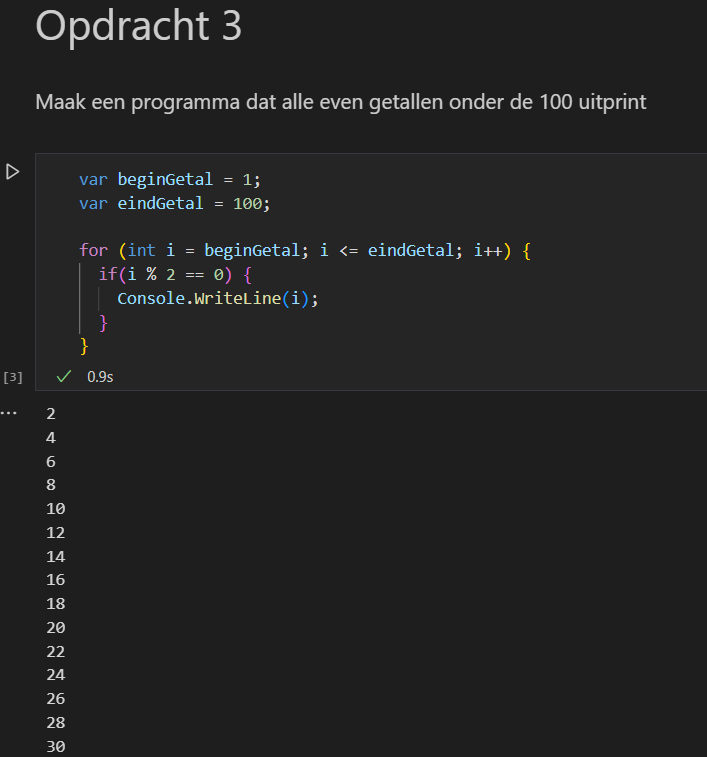 Opdracht 3
Maak een programma dat alle even getallen onder de 100 uitprint
var beginGetal = 1;
var eindGetal = 100;
for (int i = beginGetal; i <= eindGetal; i++) {
if(i % 2 == 0) {
Console.WriteLine(i);
}
}
[3] 0.9s
... 2
4
6
8
10
12
14
16
18
20
22
24
26
28
30